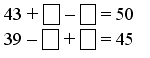 43 + □ – □ = 50
39 – □ + □ = 45